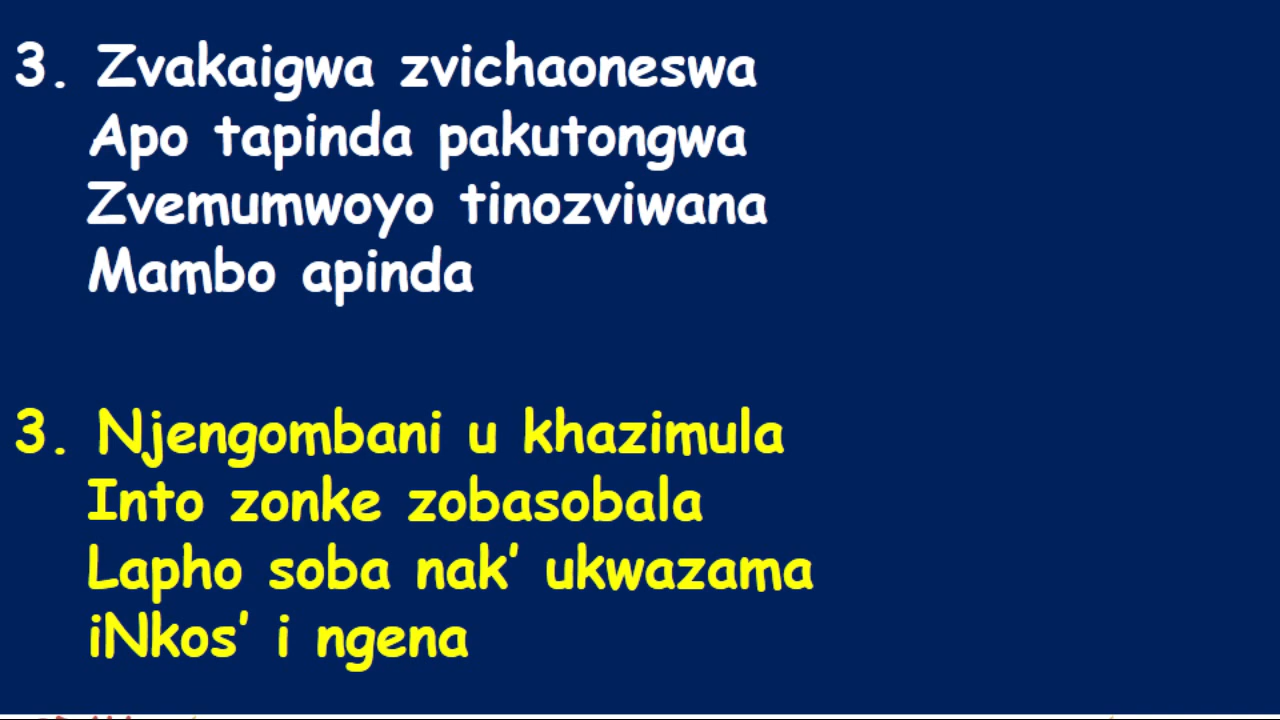 3. Zvakaigwa zvichaoneswa
Apo tapinda pakutongwa
Zvemumwoyo tinozviwana
Mambo apinda
3. Njengombani u khazimula
Into zonke zobasobala
Lapho soba nak’ ukwazama
iNkos’ i ngena